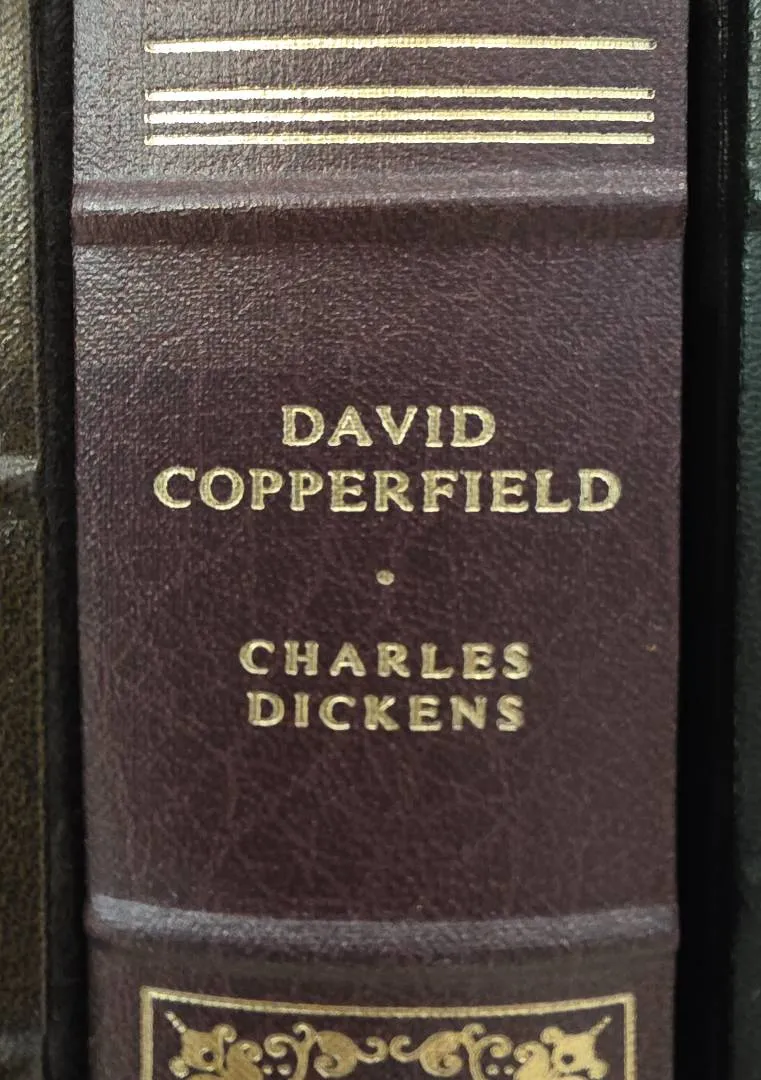 DAVID
COPPERFIELD
•
CHARLES
DICKENS